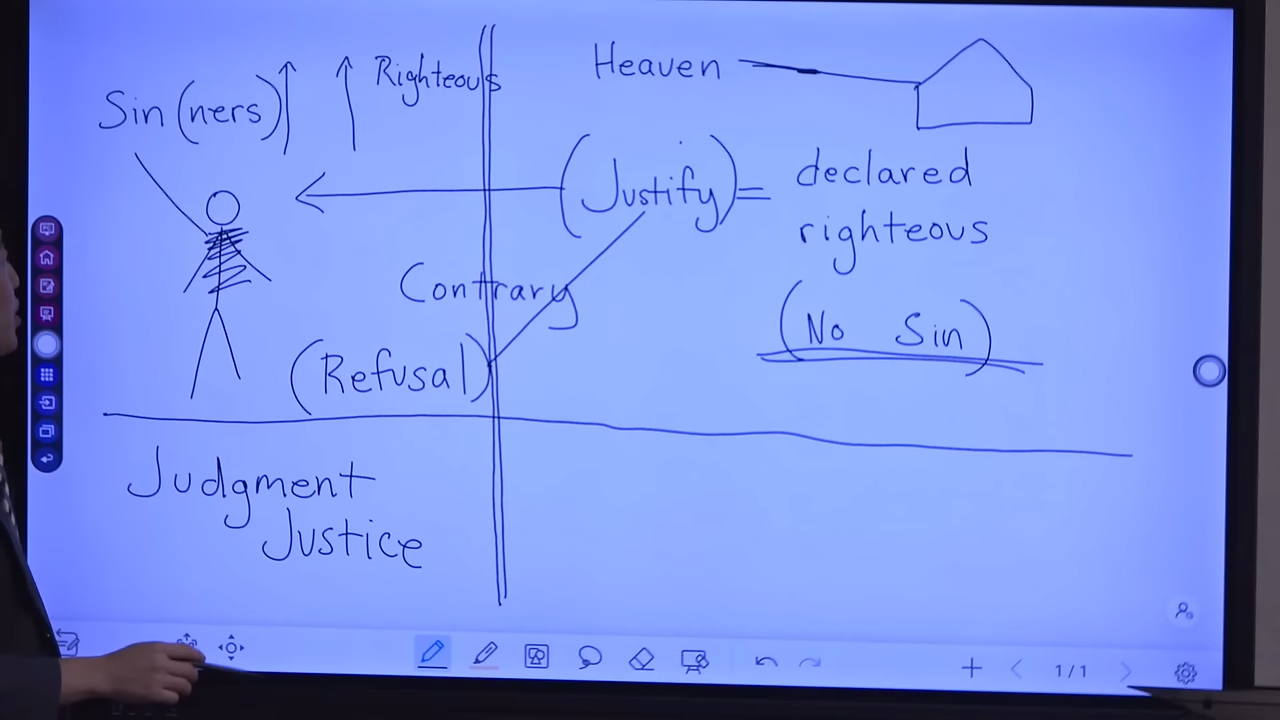 Sin (ners)
Righteous
Heaven
(Justify) = declared
righteous
Contrary
(No Sin)
(Refusal)
Judgment
Justice
1/1